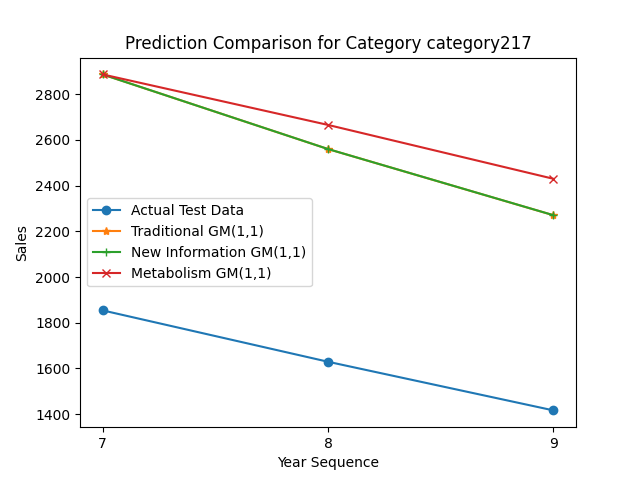 Prediction Comparison for Category category217
Sales
2800
2600
2400
2200
2000
1800
1600
1400
Actual Test Data
Traditional GM(1,1)
New Information GM(1,1)
Metabolism GM(1,1)
7
8
9
Year Sequence